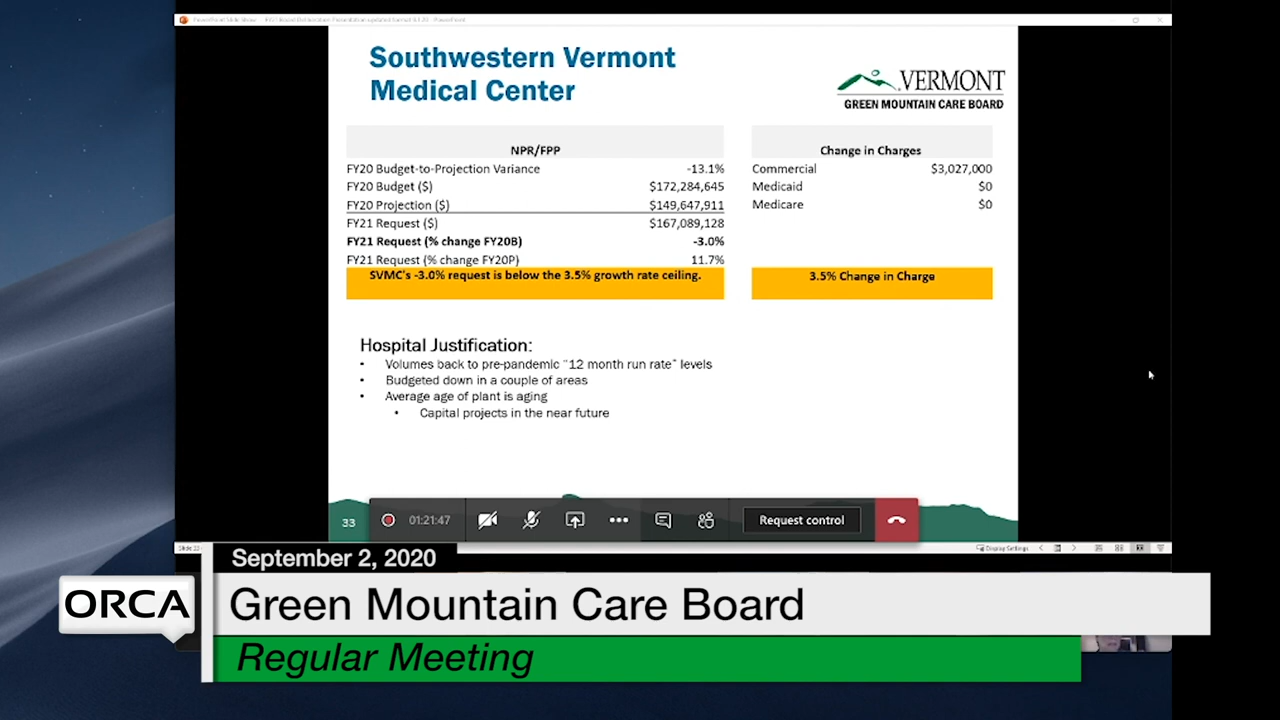 Southwestern Vermont
Medical Center
VERMONT
GREEN MOUNTAIN CARE BOARD
NPR/FPP
FY20 Budget-to-Projection Variance -13.1%
FY20 Budget ($) $172,284,645
FY20 Projection ($) $149,647,911
FY21 Request ($) $167,089,128
FY21 Request (% change FY20B) -3.0%
FY21 Request (% change FY20P) 11.7%
SVMC's -3.0% request is below the 3.5% growth rate ceiling.
Change in Charges
Commercial $3,027,000
Medicaid $0
Medicare $0
3.5% Change in Charge
Hospital Justification:
• Volumes back to pre-pandemic "12 month run rate" levels
• Budgeted down in a couple of areas
• Average age of plant is aging
• Capital projects in the near future
33
01:21:47
Request control
Display Settings
September 2, 2020
ORCA
Green Mountain Care Board
Regular Meeting